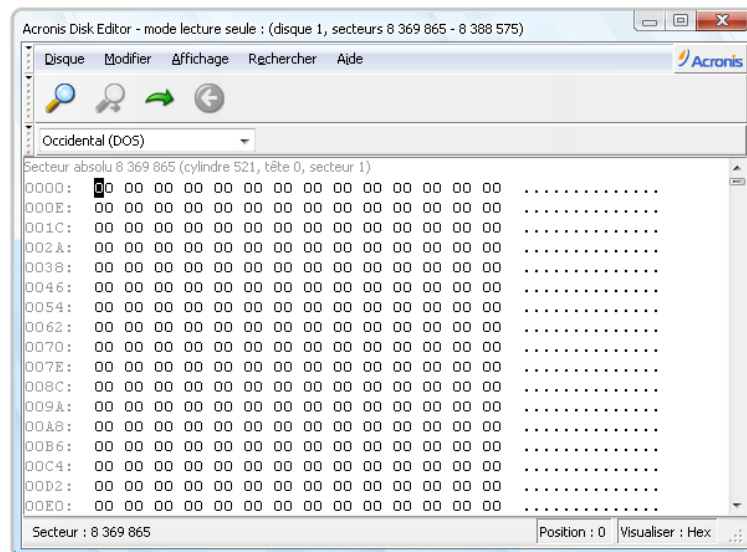 Acronis Disk Editor - mode lecture seule : (disque 1, secteurs 8 369 865 - 8 388 575)
Disque Modifier Affichage Rechercher Aide Acronis
Occidental (DOS)
Secteur absolu 8 369 865 (cylindre 521, tête 0, secteur 1)
0000: 00 00 00 00 00 00 00 00 00 00 00 00 00 00 ..............
000E: 00 00 00 00 00 00 00 00 00 00 00 00 00 00 ..............
001C: 00 00 00 00 00 00 00 00 00 00 00 00 00 00 ..............
002A: 00 00 00 00 00 00 00 00 00 00 00 00 00 00 ..............
0038: 00 00 00 00 00 00 00 00 00 00 00 00 00 00 ..............
0046: 00 00 00 00 00 00 00 00 00 00 00 00 00 00 ..............
0054: 00 00 00 00 00 00 00 00 00 00 00 00 00 00 ..............
0062: 00 00 00 00 00 00 00 00 00 00 00 00 00 00 ..............
0070: 00 00 00 00 00 00 00 00 00 00 00 00 00 00 ..............
007E: 00 00 00 00 00 00 00 00 00 00 00 00 00 00 ..............
008C: 00 00 00 00 00 00 00 00 00 00 00 00 00 00 ..............
009A: 00 00 00 00 00 00 00 00 00 00 00 00 00 00 ..............
00A8: 00 00 00 00 00 00 00 00 00 00 00 00 00 00 ..............
00B6: 00 00 00 00 00 00 00 00 00 00 00 00 00 00 ..............
00C4: 00 00 00 00 00 00 00 00 00 00 00 00 00 00 ..............
00D2: 00 00 00 00 00 00 00 00 00 00 00 00 00 00 ..............
00E0: 00 00 00 00 00 00 00 00 00 00 00 00 00 00 ..............
Secteur : 8 369 865 Position : 0 Visualiser : Hex